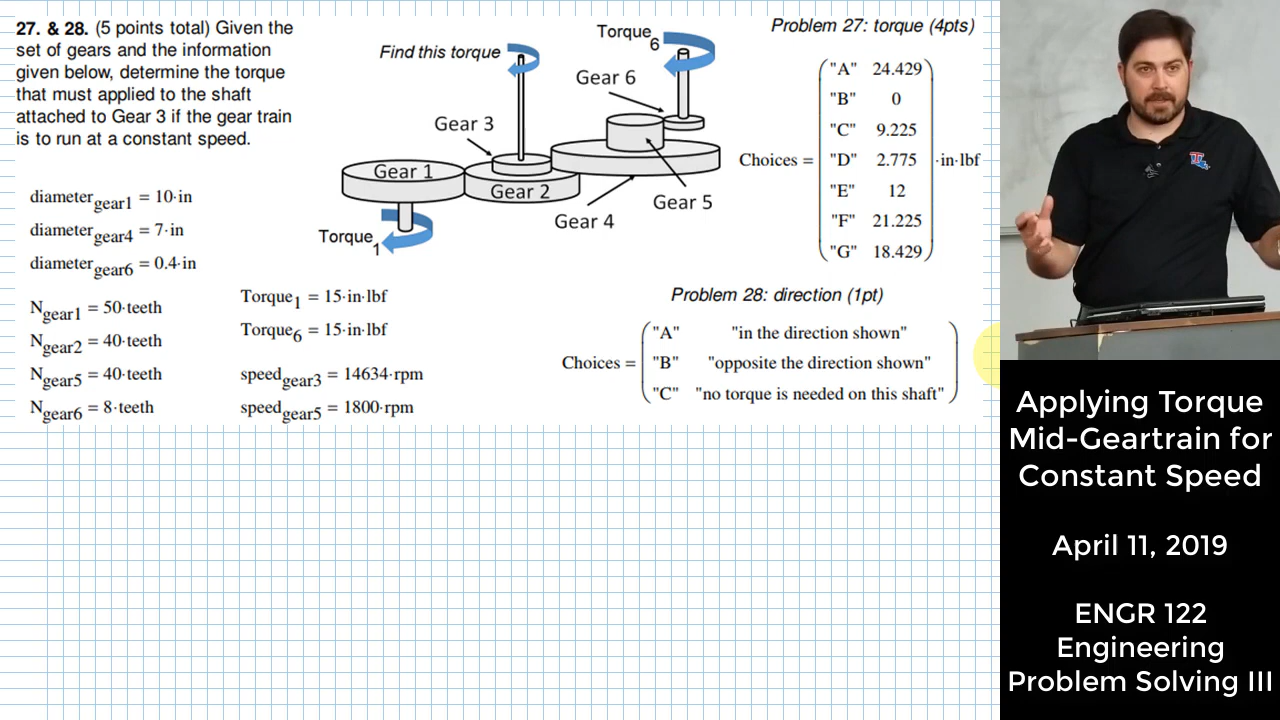 27. & 28. (5 points total) Given the
set of gears and the information
given below, determine the torque
that must applied to the shaft
attached to Gear 3 if the gear train
is to run at a constant speed.
diametergear1 = 10·in
diametergear4 = 7·in
diametergear6 = 0.4·in
Ngear1 = 50·teeth
Ngear2 = 40·teeth
Ngear5 = 40·teeth
Ngear6 = 8·teeth
Torque1 = 15·in·lbf
Torque6 = 15·in·lbf
speedgear3 = 14634·rpm
speedgear5 = 1800·rpm
Find this torque
Torque6
Gear 6
Gear 3
Gear 1
Gear 2
Gear 5
Gear 4
Torque1
Problem 27: torque (4pts)
"A" 24.429
"B" 0
"C" 9.225
Choices = "D" 2.775 ·in·lbf
"E" 12
"F" 21.225
"G" 18.429
Problem 28: direction (1pt)
"A" "in the direction shown"
Choices = "B" "opposite the direction shown"
"C" "no torque is needed on this shaft"
Applying Torque
Mid-Geartrain for
Constant Speed
April 11, 2019
ENGR 122
Engineering
Problem Solving III